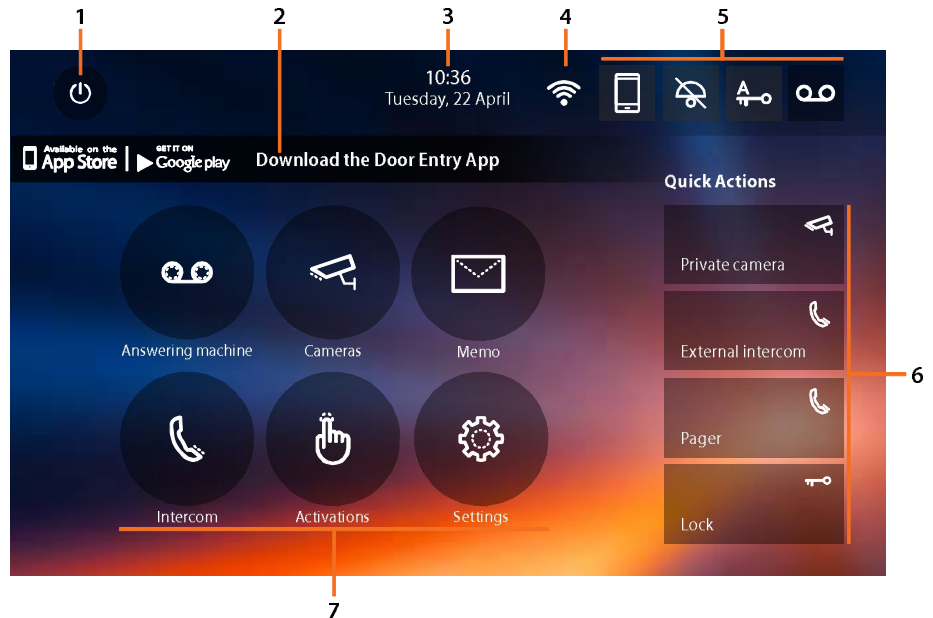 1 2 3 4 5
10:36
Tuesday, 22 April
A
Available on the
App Store
GET IT ON
Google play
Download the Door Entry App
Quick Actions
Private camera
External intercom
Pager
Lock
6
Answering machine Cameras Memo
Intercom Activations Settings
7